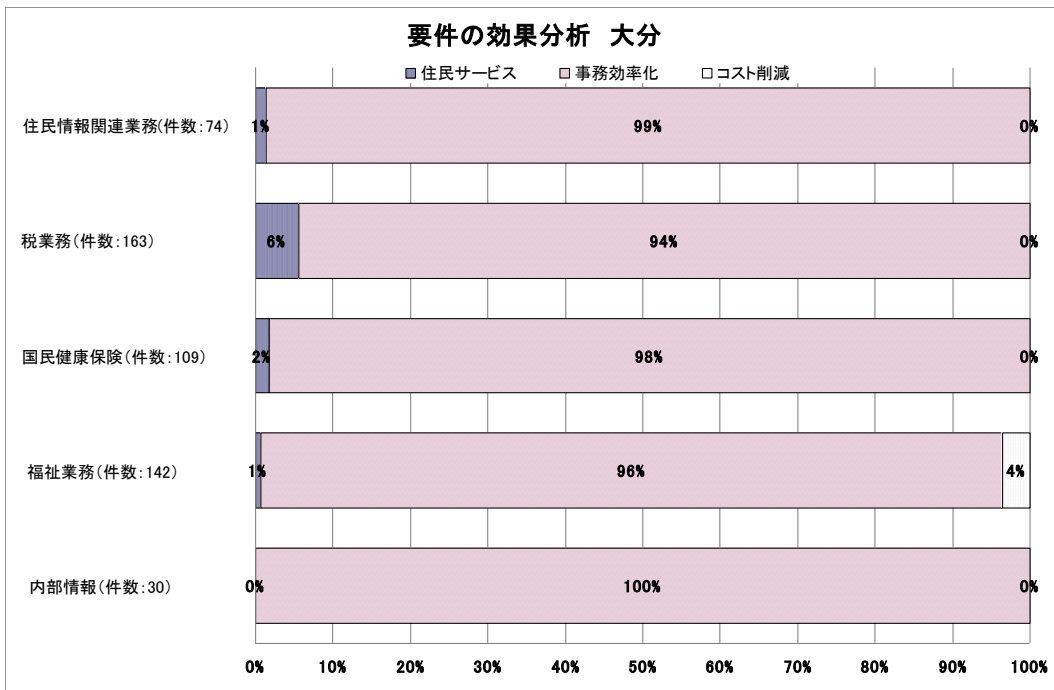 要件の効果分析　大分
住民サービス 事務効率化 コスト削減
住民情報関連業務(件数:74) 1% 99% 0%
税業務(件数:163) 6% 94% 0%
国民健康保険(件数:109) 2% 98% 0%
福祉業務(件数:142) 1% 96% 4%
内部情報(件数:30) 0% 100% 0%
0% 10% 20% 30% 40% 50% 60% 70% 80% 90% 100%